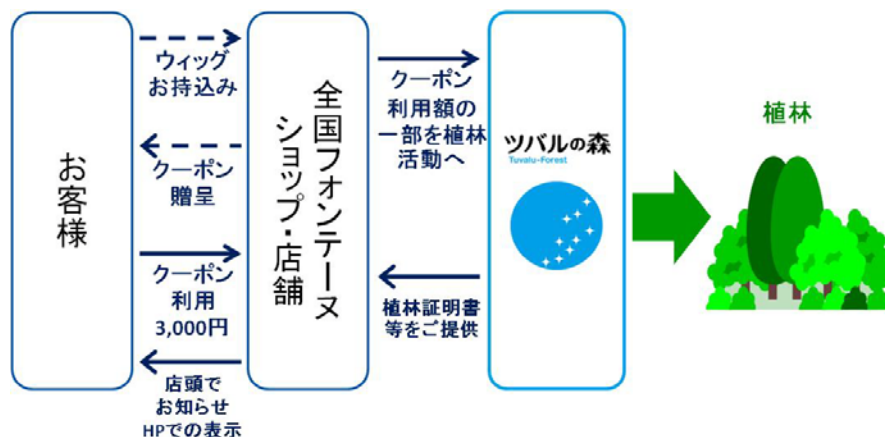 お客様
ウィッグ
お持込み
クーポン
贈呈
クーポン
利用
3,000円
店頭で
お知らせ
HPでの表示
全国フォンテーヌ
ショップ・店舗
クーポン
利用額の
一部を植林
活動へ
植林証明書
等をご提供
ツバルの森
Tuvalu-Forest
植林